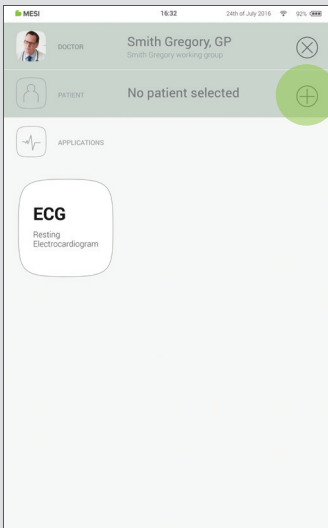 MESI 16:32 24th of July 2016 92%
DOCTOR Smith Gregory, GP
Smith Gregory working group
PATIENT No patient selected
APPLICATIONS
ECG
Resting
Electrocardiogram